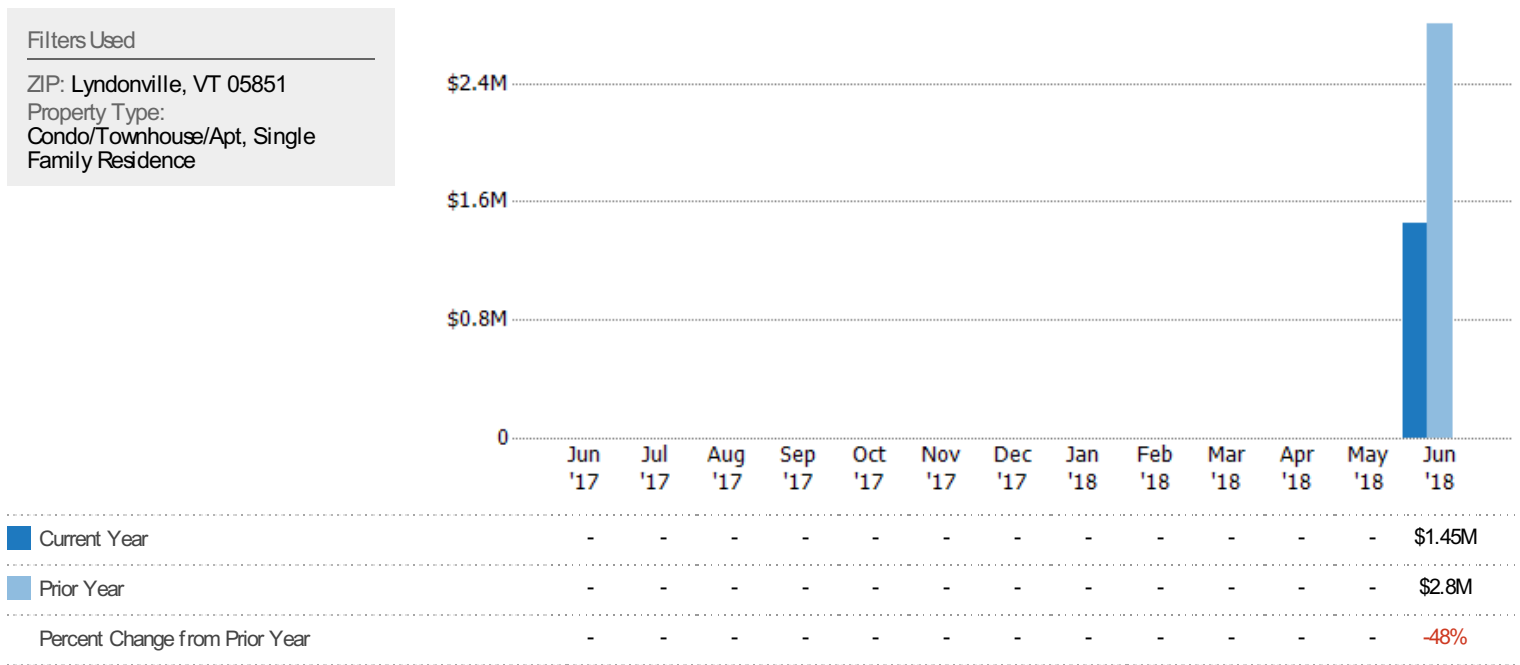 Filters Used
ZIP: Lyndonville, VT 05851
Property Type:
Condo/Townhouse/Apt, Single
Family Residence
$2.4M
$1.6M
$0.8M
0
Jun Jul Aug Sep Oct Nov Dec Jan Feb Mar Apr May Jun
'17 '17 '17 '17 '17 '17 '17 '18 '18 '18 '18 '18 '18
Current Year - - - - - - - - - - - - $1.45M
Prior Year - - - - - - - - - - - - $2.8M
Percent Change from Prior Year - - - - - - - - - - - - -48%